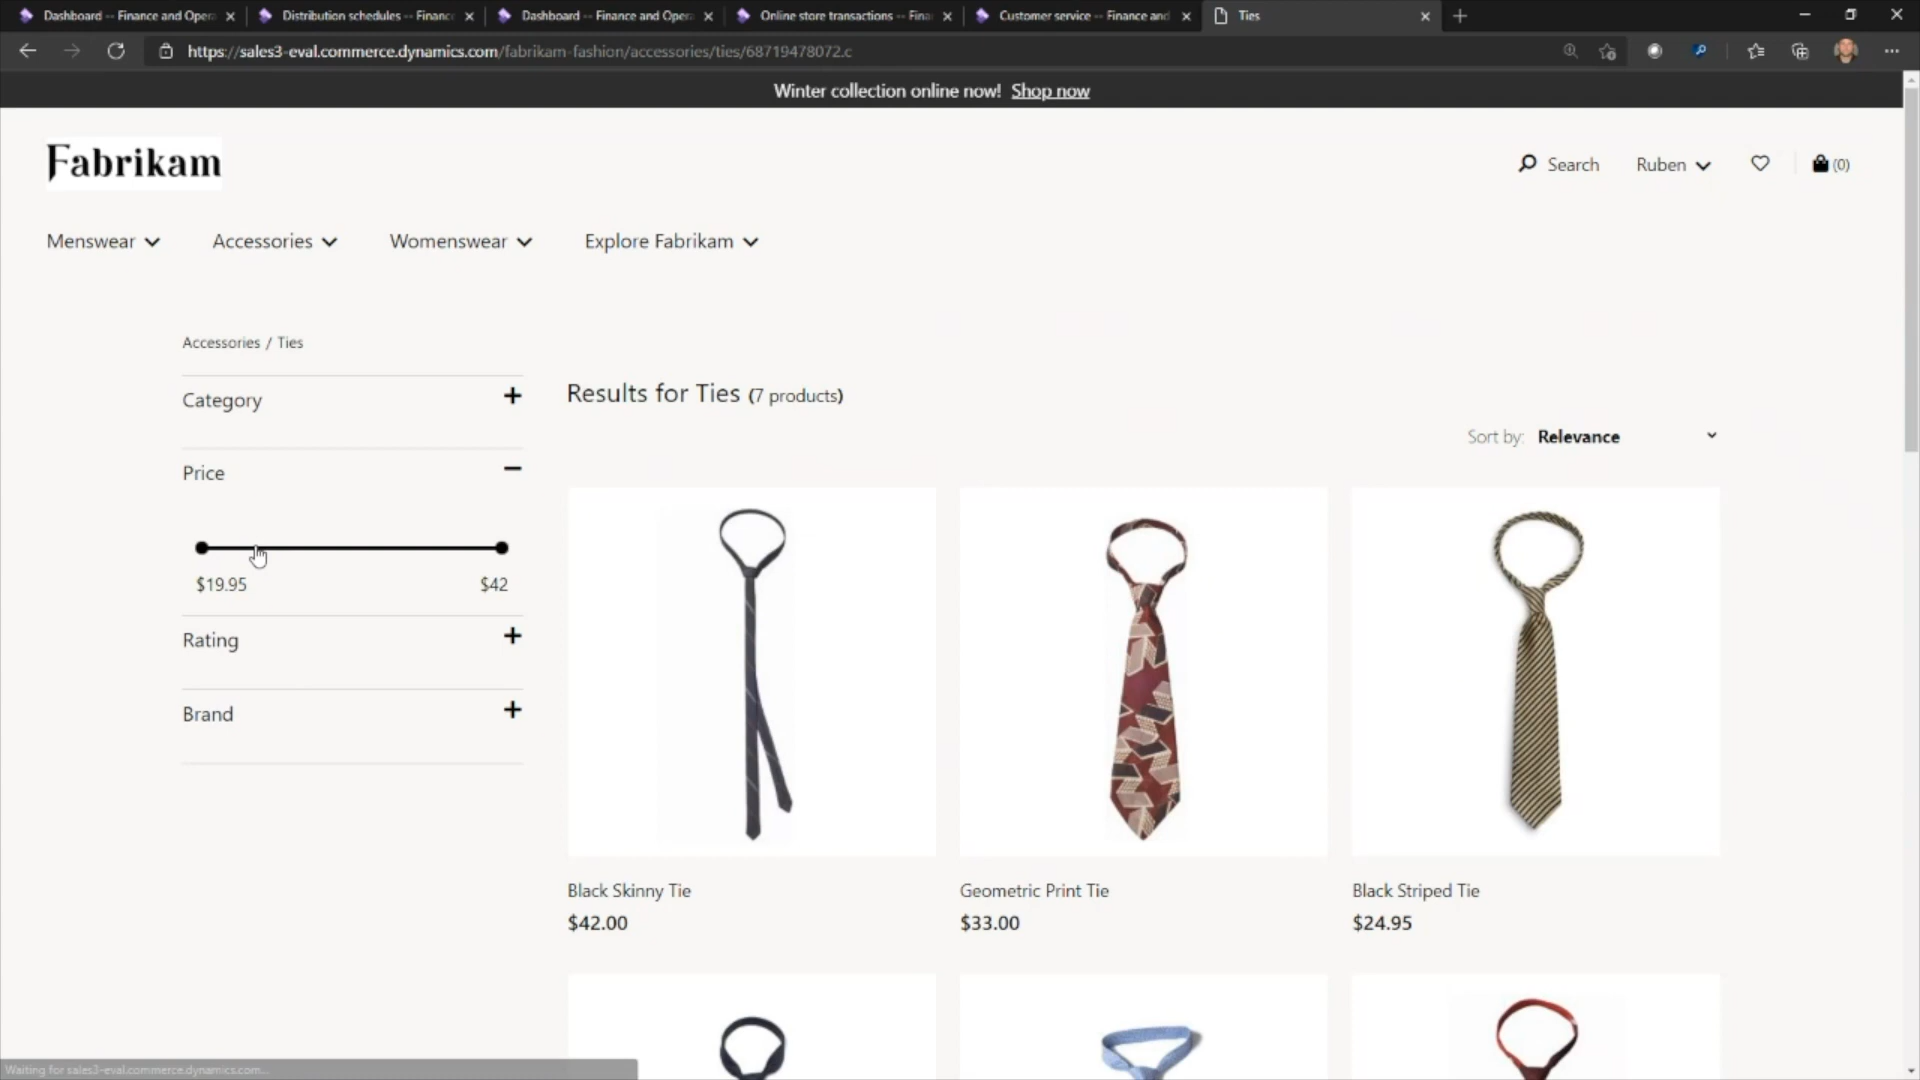 Dashboard -- Finance and Oper
Distribution schedules -- Financ
Dashboard -- Finance and Oper
Online store transactions -- Fina
Customer service -- Finance and
Ties
https://sales3-eval.commerce.dynamics.com/fabrikam-fashion/accessories/ties/68719478072.c
Winter collection online now! Shop now
Fabrikam
Search
Ruben
(0)
Menswear
Accessories
Womenswear
Explore Fabrikam
Accessories / Ties
Category
Price
$19.95
$42
Rating
Brand
Results for Ties (7 products)
Sort by: Relevance
Black Skinny Tie
$42.00
Geometric Print Tie
$33.00
Black Striped Tie
$24.95
Waiting for sales3-eval.commerce.dynamics.com...